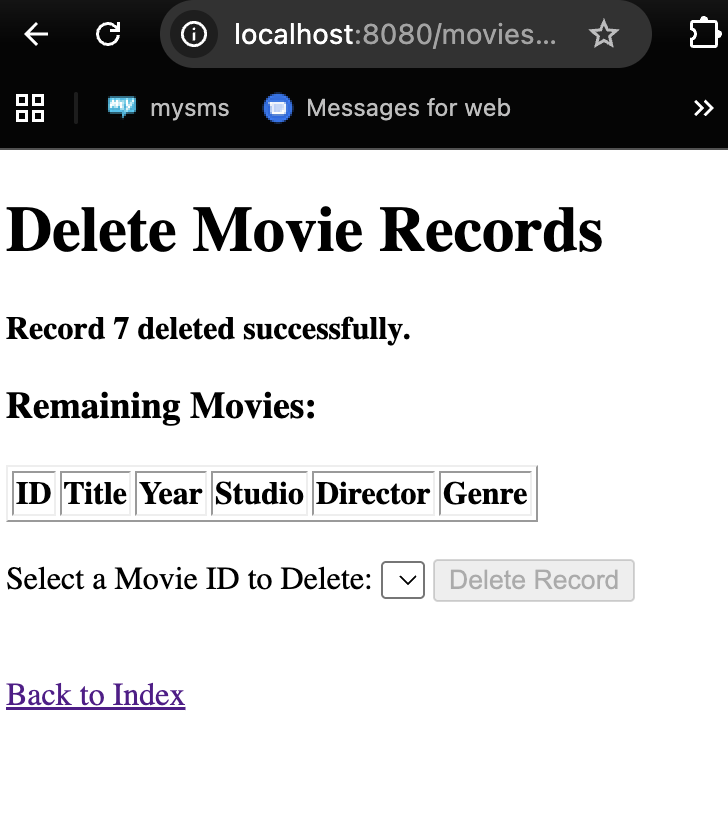 localhost:8080/movies...
mysms Messages for web
Delete Movie Records
Record 7 deleted successfully.
Remaining Movies:
ID Title Year Studio Director Genre
Select a Movie ID to Delete: Delete Record
Back to Index